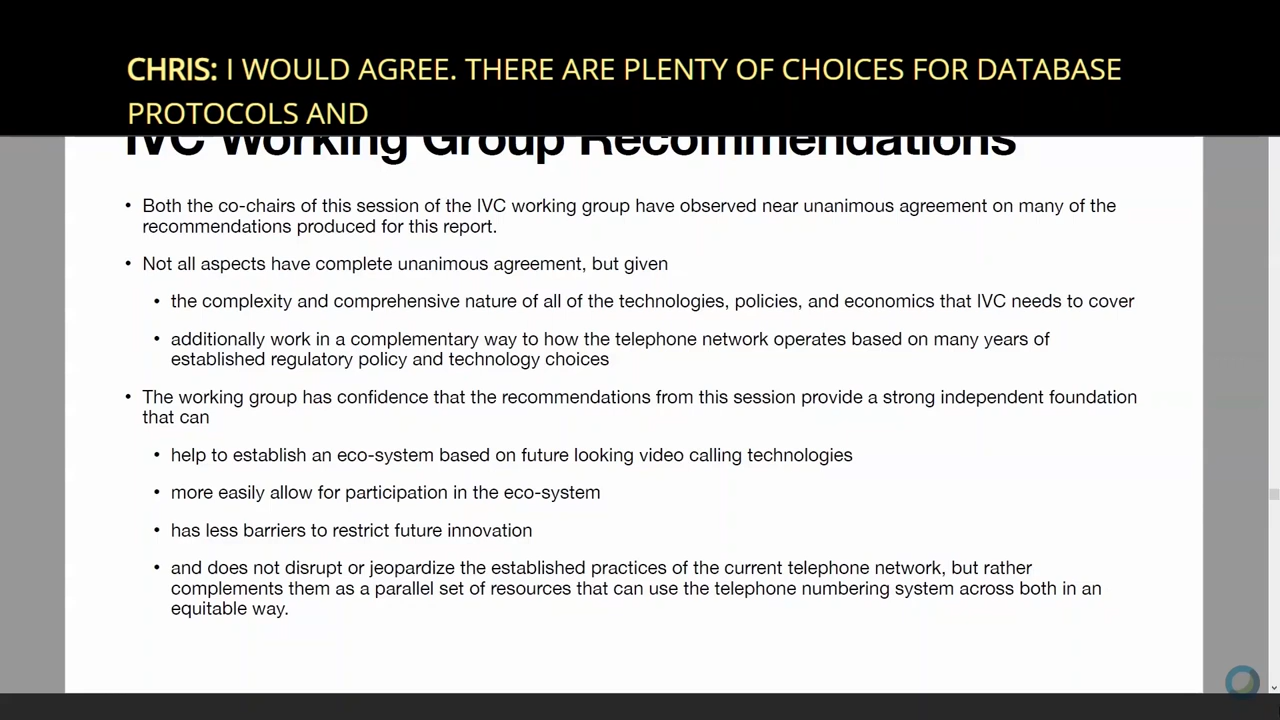 CHRIS: I WOULD AGREE. THERE ARE PLENTY OF CHOICES FOR DATABASE
PROTOCOLS AND
IVC Working Group Recommendations
• Both the co-chairs of this session of the IVC working group have observed near unanimous agreement on many of the
recommendations produced for this report.
• Not all aspects have complete unanimous agreement, but given
• the complexity and comprehensive nature of all of the technologies, policies, and economics that IVC needs to cover
• additionally work in a complementary way to how the telephone network operates based on many years of
established regulatory policy and technology choices
• The working group has confidence that the recommendations from this session provide a strong independent foundation
that can
• help to establish an eco-system based on future looking video calling technologies
• more easily allow for participation in the eco-system
• has less barriers to restrict future innovation
• and does not disrupt or jeopardize the established practices of the current telephone network, but rather
complements them as a parallel set of resources that can use the telephone numbering system across both in an
equitable way.